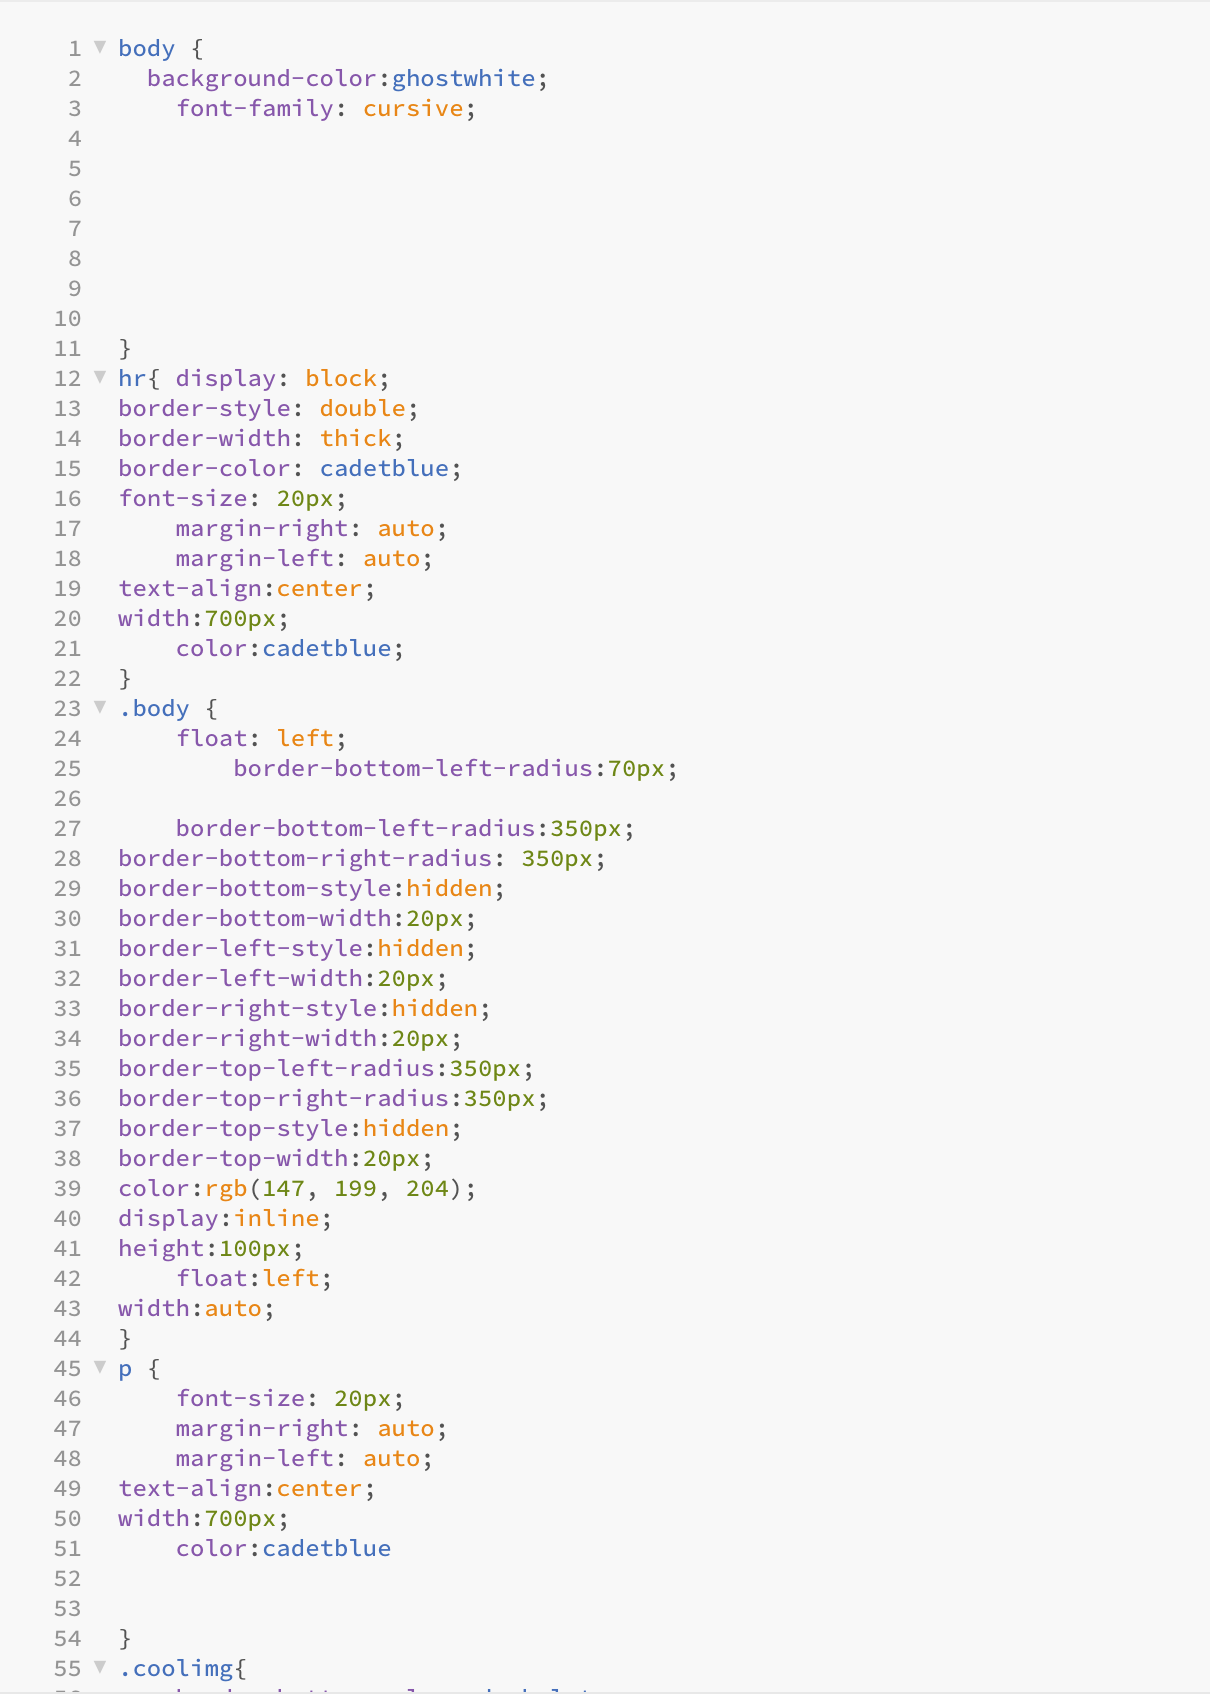 1 ▼ body {
2   background-color:ghostwhite;
3     font-family: cursive;
4
5
6
7
8
9
10
11 }
12 ▼ hr{ display: block;
13 border-style: double;
14 border-width: thick;
15 border-color: cadetblue;
16 font-size: 20px;
17     margin-right: auto;
18     margin-left: auto;
19 text-align:center;
20 width:700px;
21     color:cadetblue;
22 }
23 ▼ .body {
24     float: left;
25         border-bottom-left-radius:70px;
26
27     border-bottom-left-radius:350px;
28 border-bottom-right-radius: 350px;
29 border-bottom-style:hidden;
30 border-bottom-width:20px;
31 border-left-style:hidden;
32 border-left-width:20px;
33 border-right-style:hidden;
34 border-right-width:20px;
35 border-top-left-radius:350px;
36 border-top-right-radius:350px;
37 border-top-style:hidden;
38 border-top-width:20px;
39 color:rgb(147, 199, 204);
40 display:inline;
41 height:100px;
42     float:left;
43 width:auto;
44 }
45 ▼ p {
46     font-size: 20px;
47     margin-right: auto;
48     margin-left: auto;
49 text-align:center;
50 width:700px;
51     color:cadetblue
52
53
54 }
55 ▼ .coolimg{